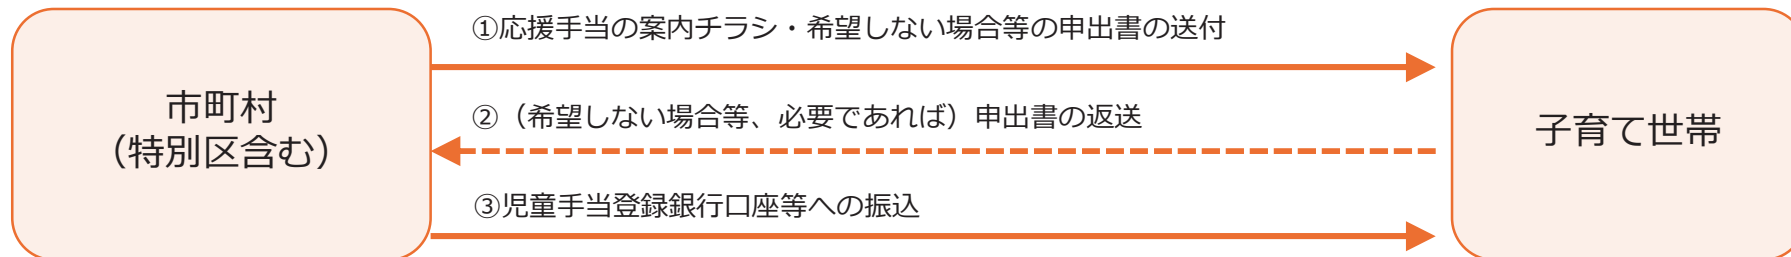 ①応援手当の案内チラシ・希望しない場合等の申出書の送付
市町村
（特別区含む）
②（希望しない場合等、必要であれば）申出書の返送
子育て世帯
③児童手当登録銀行口座等への振込